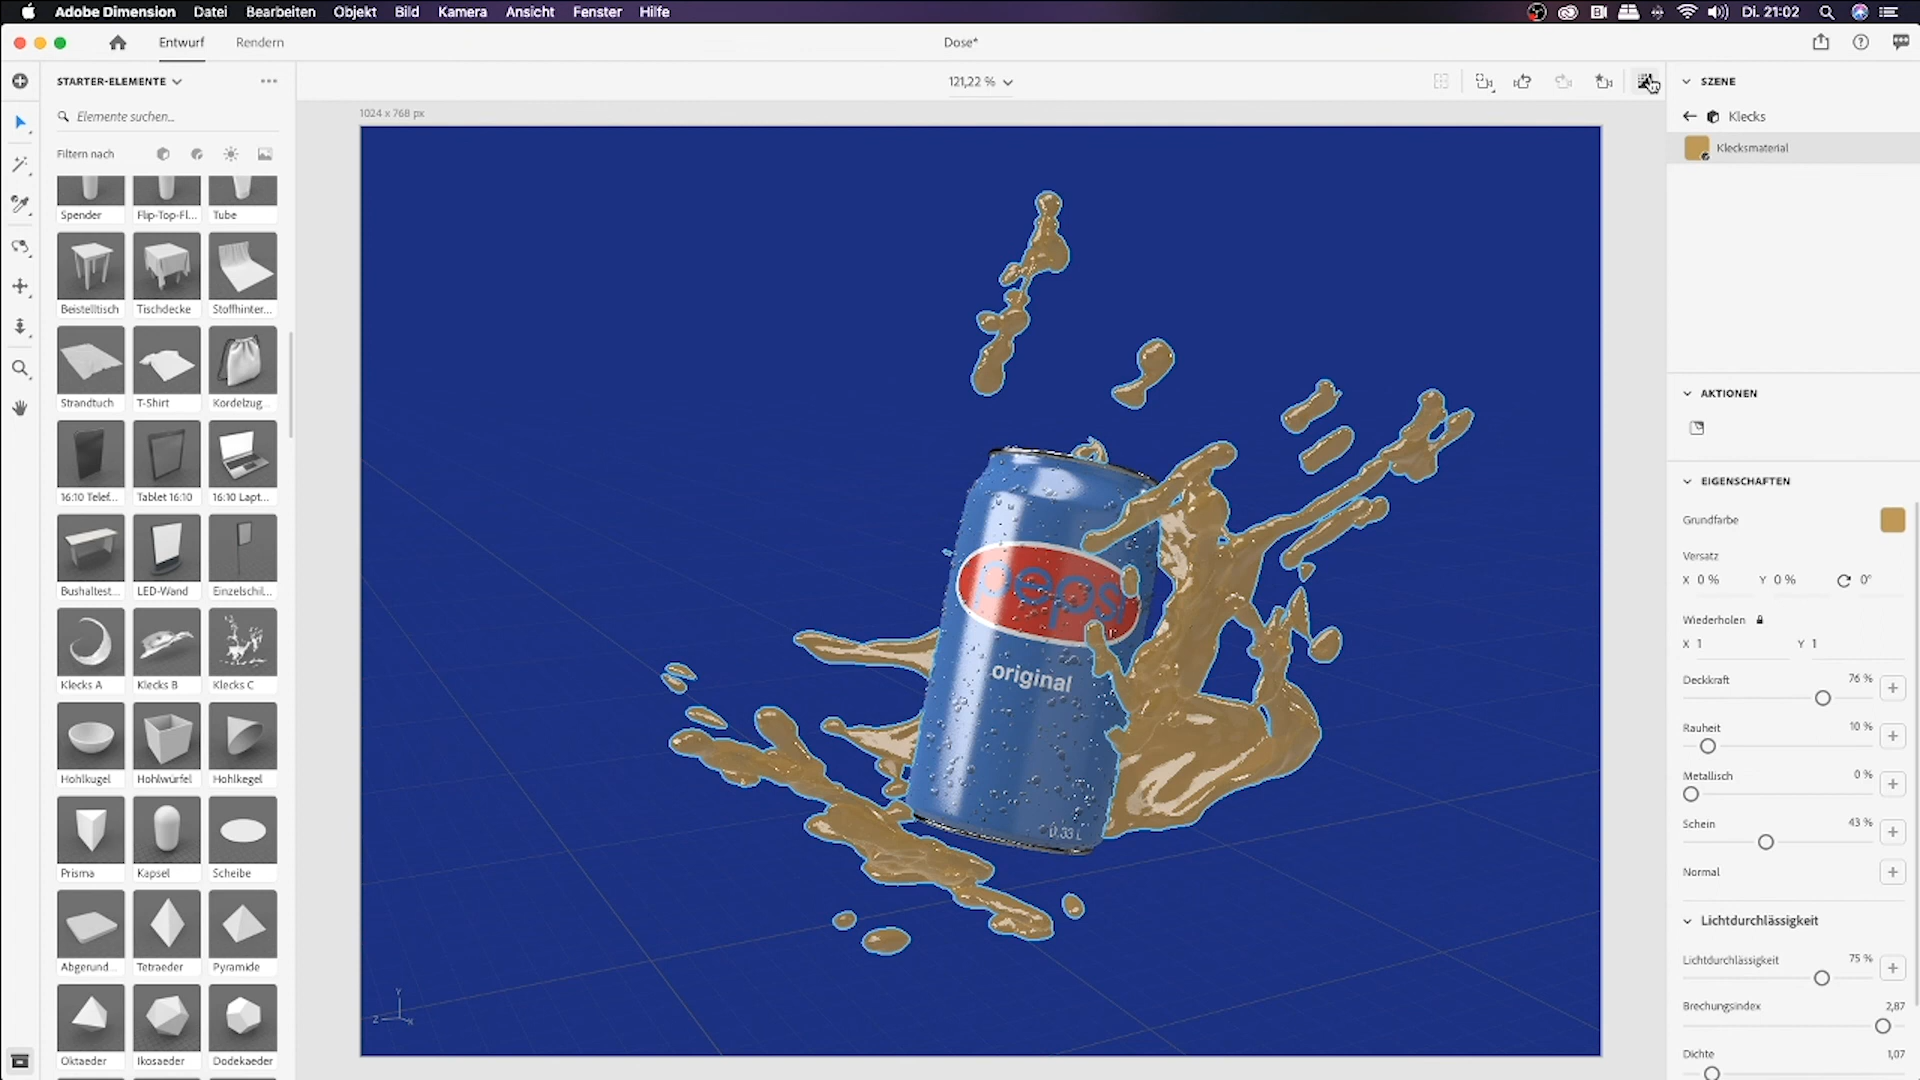 Adobe Dimension Datei Bearbeiten Objekt Bild Kamera Ansicht Fenster Hilfe Di. 21:02
Entwurf Rendern Dose*
STARTER-ELEMENTE 121,22 % SZENE
1024 x 768 px
Elemente suchen... Klecks
Filtern nach Klecksmaterial
Spender Flip-Top-Fl... Tube
Beistelltisch Tischdecke Stoffhinter...
Strandtuch T-Shirt Kordelzug...
AKTIONEN
16:10 Telef... Tablet 16:10 16:10 Lapt...
EIGENSCHAFTEN
Grundfarbe
Versatz
X 0 % Y 0 % 0°
Bushaltest... LED-Wand Einzelschil...
Wiederholen
X 1 Y 1
Klecks A Klecks B Klecks C
Deckkraft 76 %
Rauheit 10 %
Hohlkugel Hohlwürfel Hohlkegel
Metallisch 0 %
Schein 43 %
Prisma Kapsel Scheibe
Normal
Lichtdurchlässigkeit
Abgerund... Tetraeder Pyramide
Lichtdurchlässigkeit 75 %
Brechungsindex 2,87
Oktaeder Ikosaeder Dodekaeder
Dichte 1,07
pepsi
original
0,33 L
Y
Z X